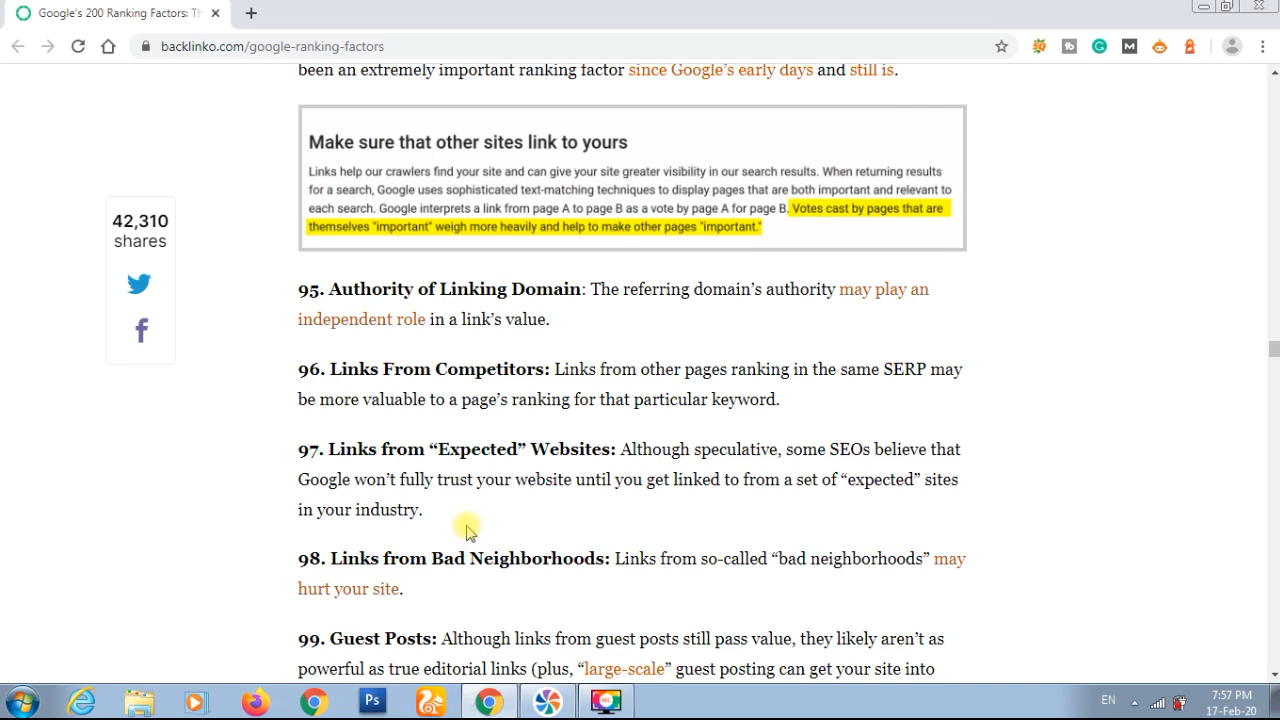 Google's 200 Ranking Factors: Th
backlinko.com/google-ranking-factors
been an extremely important ranking factor since Google's early days and still is.
Make sure that other sites link to yours
Links help our crawlers find your site and can give your site greater visibility in our search results. When returning results
for a search, Google uses sophisticated text-matching techniques to display pages that are both important and relevant to
each search. Google interprets a link from page A to page B as a vote by page A for page B. Votes cast by pages that are
themselves "important" weigh more heavily and help to make other pages "important."
42,310
shares
95. Authority of Linking Domain: The referring domain’s authority may play an
independent role in a link’s value.
96. Links From Competitors: Links from other pages ranking in the same SERP may
be more valuable to a page’s ranking for that particular keyword.
97. Links from “Expected” Websites: Although speculative, some SEOs believe that
Google won’t fully trust your website until you get linked to from a set of “expected” sites
in your industry.
98. Links from Bad Neighborhoods: Links from so-called “bad neighborhoods” may
hurt your site.
99. Guest Posts: Although links from guest posts still pass value, they likely aren’t as
powerful as true editorial links (plus, “large-scale” guest posting can get your site into
Ps
REC
EN
7:57 PM
17-Feb-20